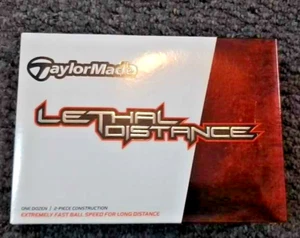 TaylorMade
LETHAL
DISTANCE
ONE DOZEN / 2-PIECE CONSTRUCTION
EXTREMELY FAST BALL SPEED FOR LONG DISTANCE